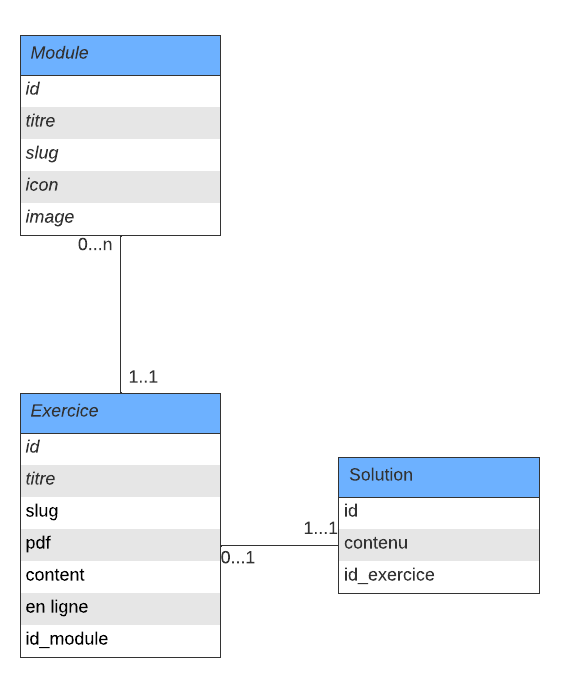 Module
id
titre
slug
icon
image
0...n
1..1
Exercice
id
titre
slug
pdf
content
en ligne
id_module
0...1
1...1
Solution
id
contenu
id_exercice